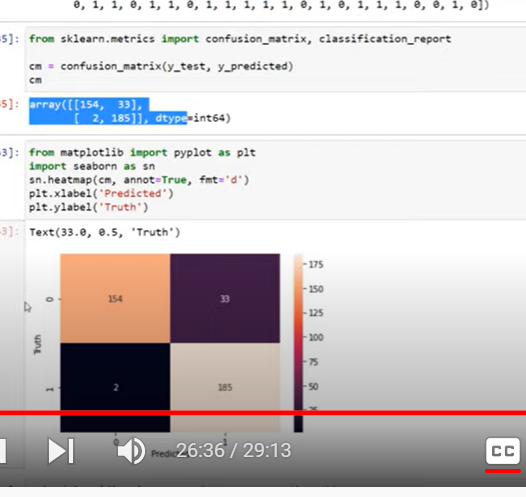 0, 1, 1, 0, 1, 1, 0, 1, 1, 1, 1, 1, 0, 1, 0, 1, 1, 1, 0, 0, 1, 0])
5]: from sklearn.metrics import confusion_matrix, classification_report
cm = confusion_matrix(y_test, y_predicted)
cm
5]: array([[154, 33],
[ 2, 185]], dtype=int64)
3]: from matplotlib import pyplot as plt
import seaborn as sn
sn.heatmap(cm, annot=True, fmt='d')
plt.xlabel('Predicted')
plt.ylabel('Truth')
3]: Text(33.0, 0.5, 'Truth')
175
150
0 154 33
125
Truth
100
75
1 2 185
50
25
0 1
26:36 / 29:13
CC